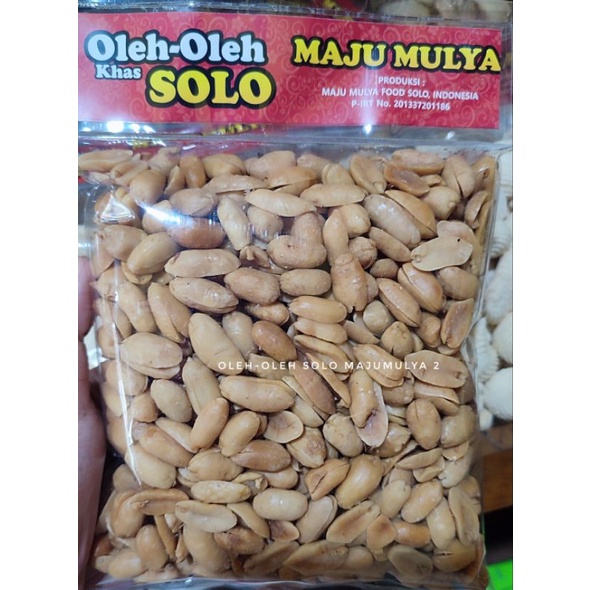 Oleh-Oleh
Khas SOLO
MAJU MULYA
PRODUKSI :
MAJU MULYA FOOD SOLO, INDONESIA
P-IRT No. 201337201186
OLEH-OLEH SOLO MAJUMULYA 2